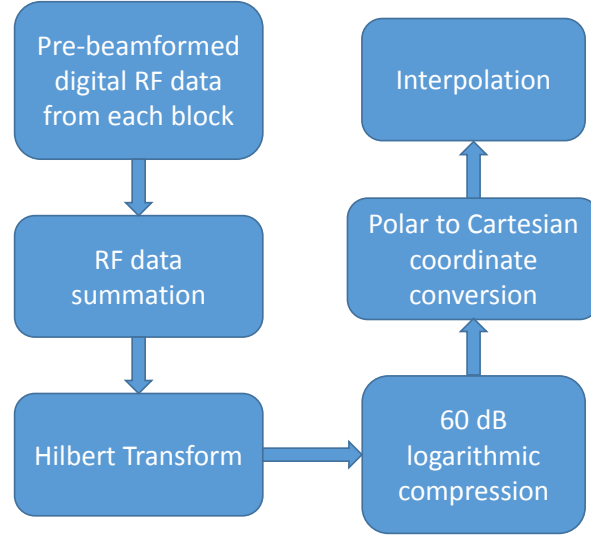 Pre-beamformed
digital RF data
from each block
RF data
summation
Hilbert Transform
60 dB
logarithmic
compression
Polar to Cartesian
coordinate
conversion
Interpolation